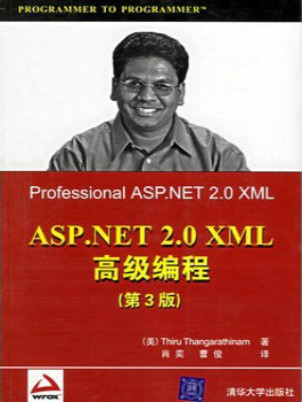 PROGRAMMER TO PROGRAMMER™
Professional ASP.NET 2.0 XML
ASP.NET 2.0 XML
高级编程
(第3版)
(美) Thiru Thangarathinam 著
肖奕 曹俊 译
wrox
清华大学出版社